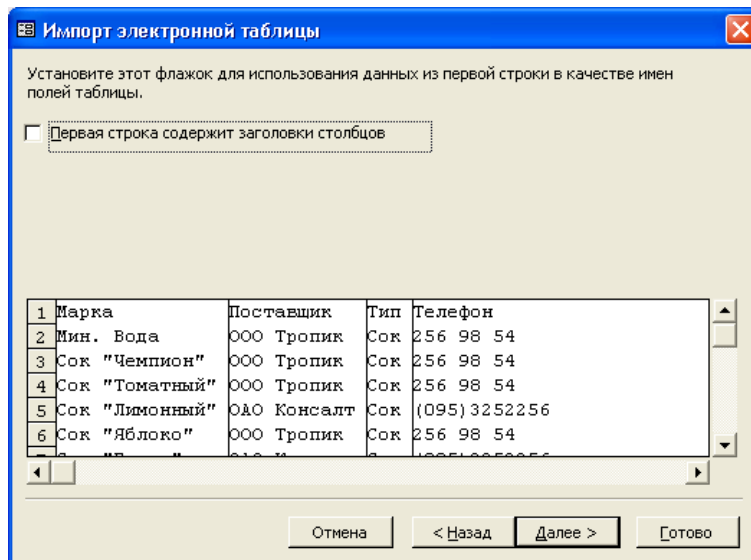 Импорт электронной таблицы
Установите этот флажок для использования данных из первой строки в качестве имен
полей таблицы.
Первая строка содержит заголовки столбцов
1 Марка Поставщик Тип Телефон
2 Мин. Вода ООО Тропик Сок 256 98 54
3 Сок "Чемпион" ООО Тропик Сок 256 98 54
4 Сок "Томатный" ООО Тропик Сок 256 98 54
5 Сок "Лимонный" ОАО Консалт Сок (095)3252256
6 Сок "Яблоко" ООО Тропик Сок 256 98 54
Отмена < Назад Далее > Готово